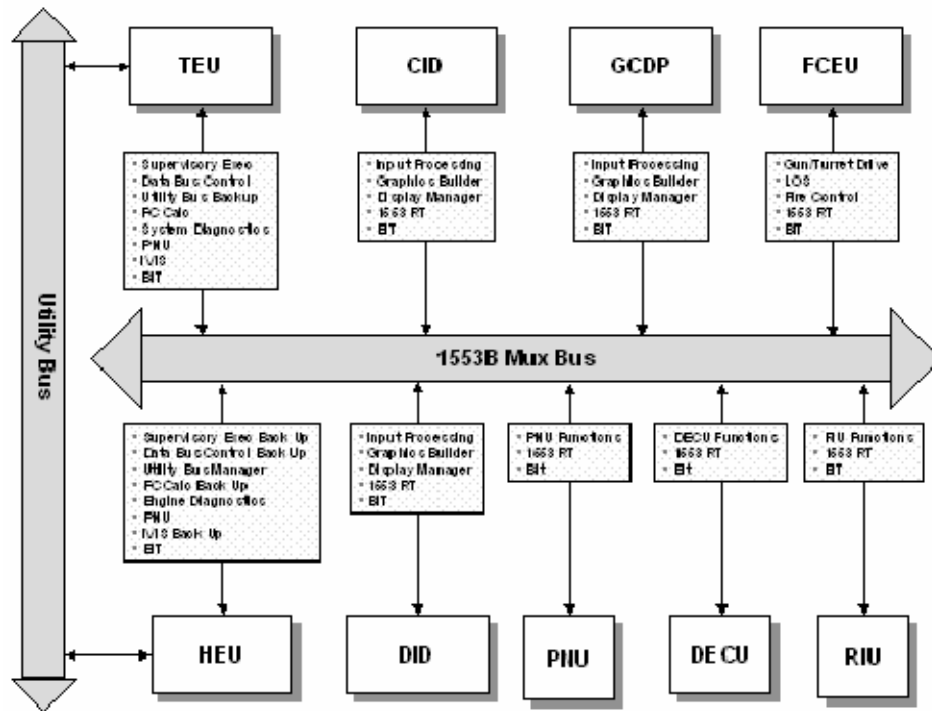 TEU
CID
GCDP
FCEU
Supervisory Exec
Data Bus Control
Utility Bus Backup
FC Calc
System Diagnostics
PNU
IVIS
BIT
Input Processing
Graphics Builder
Display Manager
1553 RT
BIT
Input Processing
Graphics Builder
Display Manager
1553 RT
BIT
Gun/Turret Drive
LOS
Fire Control
1553 RT
BIT
Utility Bus
1553B Mux Bus
Supervisory Exec Back Up
Data Bus Control Back Up
Utility Bus Manager
FC Calc Back Up
Engine Diagnostics
PNU
IVIS Back Up
BIT
Input Processing
Graphics Builder
Display Manager
1553 RT
BIT
PNU Functions
1553 RT
Bit
DECU Functions
1553 RT
Bit
RIU Functions
1553 RT
BIT
HEU
DID
PNU
DECU
RIU